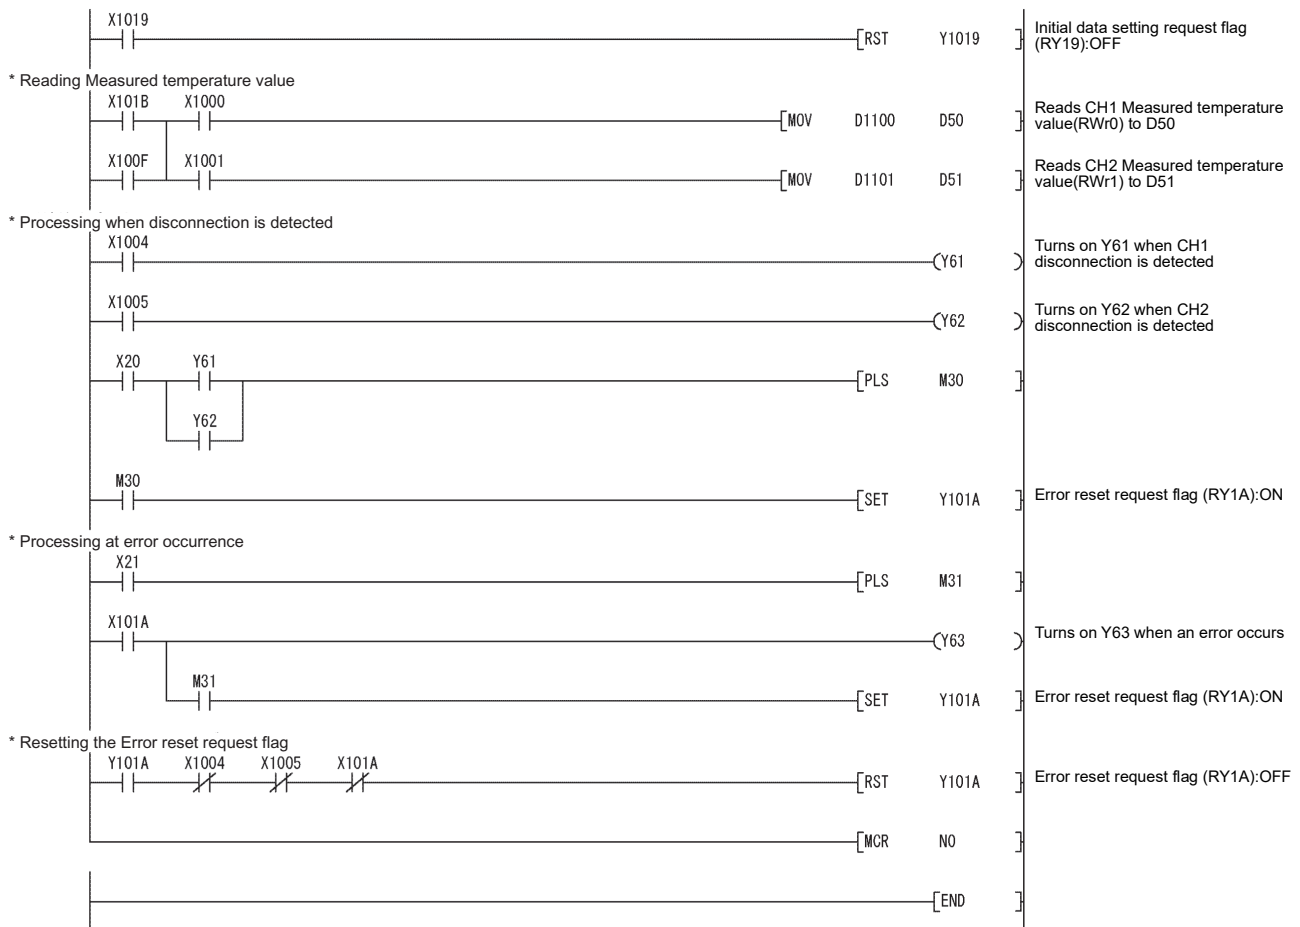 X1019
RST Y1019
Initial data setting request flag
(RY19):OFF
* Reading Measured temperature value
X101B X1000
MOV D1100 D50
Reads CH1 Measured temperature
value(RWr0) to D50
X100F X1001
MOV D1101 D51
Reads CH2 Measured temperature
value(RWr1) to D51
* Processing when disconnection is detected
X1004
Y61
Turns on Y61 when CH1
disconnection is detected
X1005
Y62
Turns on Y62 when CH2
disconnection is detected
X20 Y61
PLS M30
Y62
M30
SET Y101A
Error reset request flag (RY1A):ON
* Processing at error occurrence
X21
PLS M31
X101A
Y63
Turns on Y63 when an error occurs
M31
SET Y101A
Error reset request flag (RY1A):ON
* Resetting the Error reset request flag
Y101A X1004 X1005 X101A
RST Y101A
Error reset request flag (RY1A):OFF
MCR N0
END